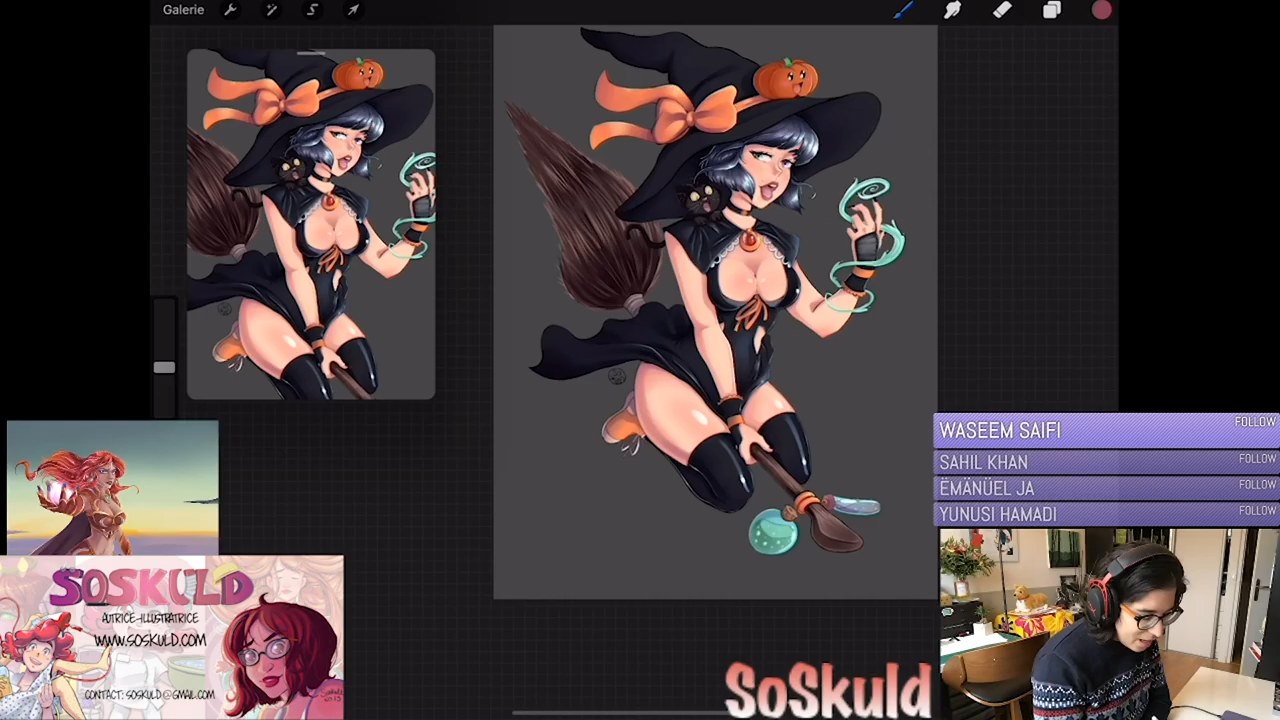 Galerie
WASEEM SAIFI
FOLLOW
SAHIL KHAN
FOLLOW
ËMÄNÜEL JA
FOLLOW
YUNUSI HAMADI
FOLLOW
SOSKULD
AUTRICE-ILLUSTRATRICE
WWW.SOSKULD.COM
CONTACT: SOSKULD@GMAIL.COM
SoSkuld